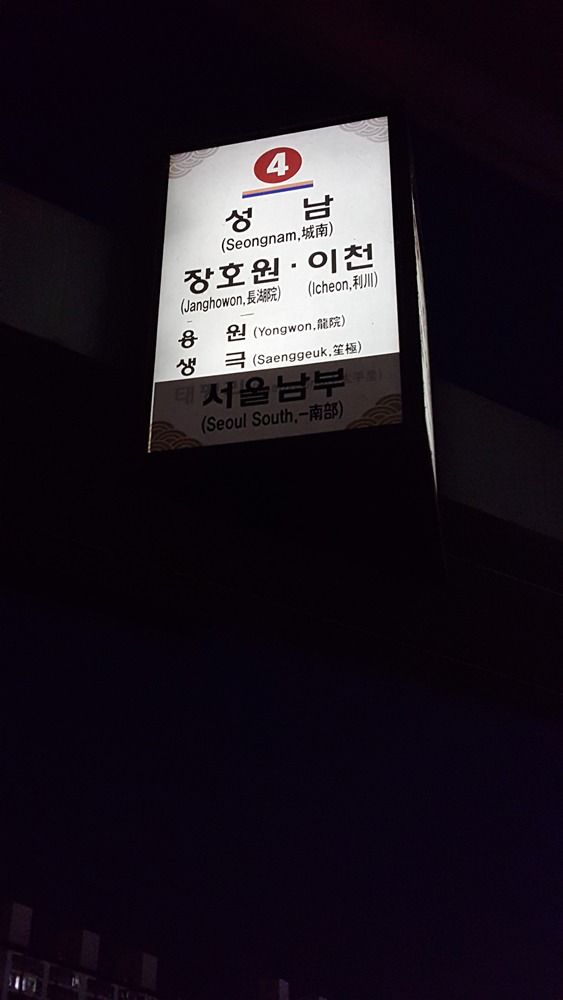 4
성 남
(Seongnam,城南)
장호원·이천
(Janghowon,長湖院) (Icheon,利川)
용 원 (Yongwon,龍院)
생 극 (Saenggeuk,笙極)
서울남부
(Seoul South,-南部)